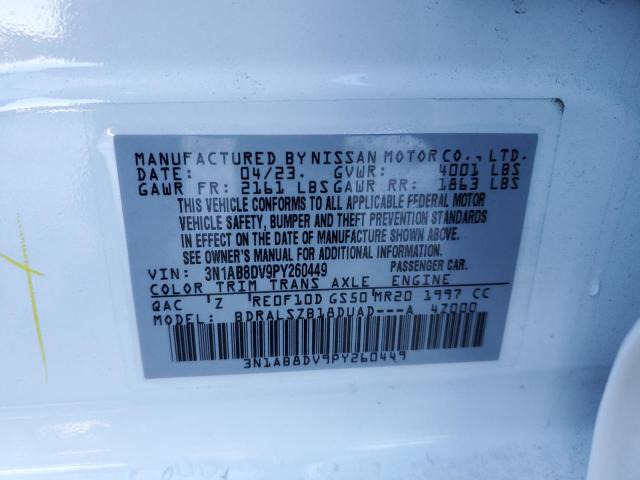 MANUFACTURED BY NISSAN MOTOR CO., LTD.
DATE: 04/23. GVWR: 4001 LBS
GAWR FR: 2161 LBS GAWR RR: 1863 LBS
THIS VEHICLE CONFORMS TO ALL APPLICABLE FEDERAL MOTOR
VEHICLE SAFETY, BUMPER AND THEFT PREVENTION STANDARDS
IN EFFECT ON THE DATE OF MANUFACTURE SHOWN ABOVE.
SEE OWNER'S MANUAL FOR ADDITIONAL INFORMATION.
VIN: 3N1AB8DV9PY260449 PASSENGER CAR.
COLOR TRIM TRANS AXLE ENGINE
QAC Z RE0F10D GS50 MR20 1997 CC
MODEL: BDRALSZB18DUAD---A 4Z000
3N1AB8DV9PY260449